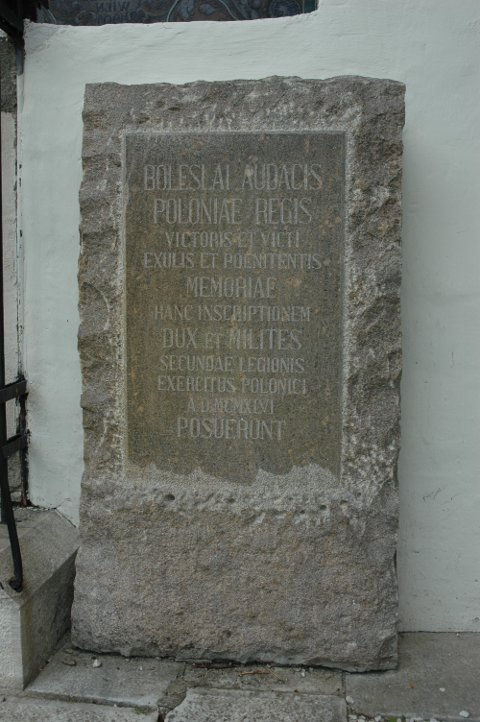 BOLESLAI AUDACIS
POLONIAE REGIS
VICTORIS ET VICTI
EXULIS ET POENITENTIS
MEMORIAE
HANC INSCRIPTIONEM
DUX ET MILITES
SECUNDAE LEGIONIS
EXERCITUS POLONICI
A.D.MCMXLVI
POSUERUNT